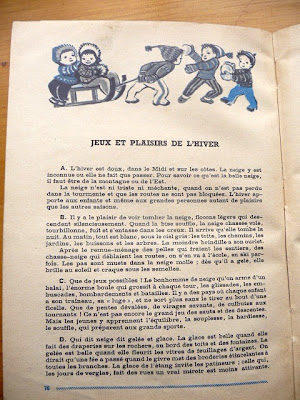 JEUX ET PLAISIRS DE L'HIVER
A. L'hiver est doux, dans le Midi et sur les côtes. La neige y est
inconnue ou elle ne fait que passer. Pour savoir ce qu'est la belle neige,
il faut être de la montagne ou de l'Est.
La neige n'est ni triste ni méchante, quand on n'est pas perdu
dans la tourmente et que les routes ne sont pas bloquées. L'hiver ap-
porte aux enfants et même aux grandes personnes autant de plaisirs
que les autres saisons.
B. Il y a le plaisir de voir tomber la neige, flocons légers qui des-
cendent silencieusement. Quand la bise souffle, la neige chasse vole,
tourbillonne, fuit et s'entasse dans les creux. Il arrive qu'elle tombe la
nuit. Au matin, tout est blanc, sous le ciel gris : les toits, les chemins, les
jardins, les buissons et les arbres. La moindre brindille a son ourlet.
Après le remue-ménage des pelles qui fraient les sentiers, des
chasse-neige qui déblaient les routes, on s'en va à l'école, en sai par-
fois. Les pas sont muets dans la neige molle ; dès qu'il a gelé, elle
brille au soleil et craque sous les semelles.
C. Que de jeux possibles ! Le bonhomme de neige qu'on arme d'un
balai, l'énorme boule qui grossit à chaque tour, les glissades, les em-
buscades, bombardements et batailles. Il y a des pays où chaque enfant
a son traîneau, sa « luge », et ne sort plus sans le tirer au bout d'une
ficelle. Que de pentes dévalées, de virages savants, de culbutes aux
tournants ! Ce n'est pas encore le grand jeu des sauts et des descentes.
Mais les jeunes y apprennent l'équilibre, la souplesse, la hardiesse,
le souffle, qui préparent aux grands sports.
D. Qui dit neige dit gelée et glace. La glace est belle quand elle
fait des draperies sur les rochers, au bord des toits et des fontaines. La
gelée est belle quand elle fleurit les vitres de feuillages d'argent. On
dirait qu'une fée a passé quand le givre met des broderies étincelantes à
toutes les branches. La glace de l'étang invite les patineurs ; celle qui,
les jours de verglas, fait des rues un vrai miroir est moins attirante.
76